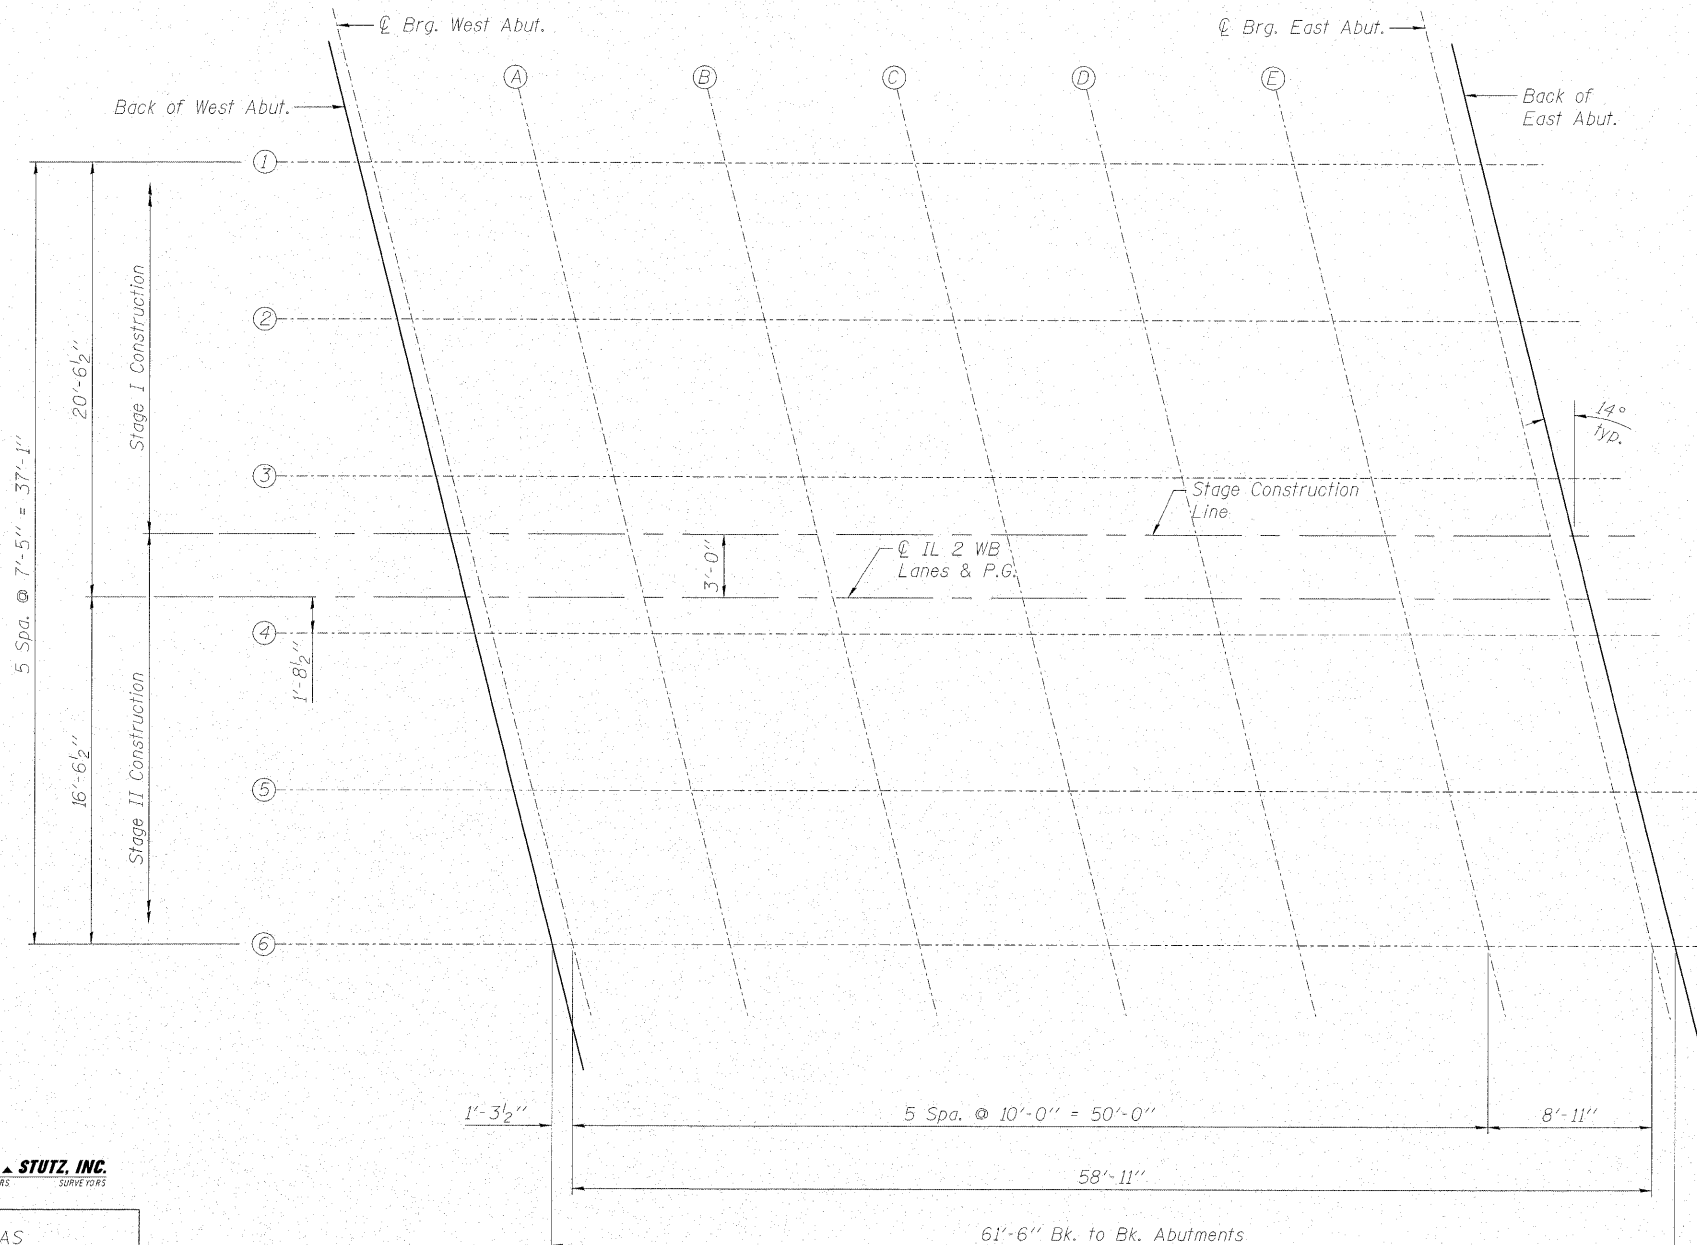 ℄ Brg. West Abut.
℄ Brg. East Abut.
A
B
C
D
E
Back of West Abut.
Back of
East Abut.
1
2
3
4
5
6
5 Spa. @ 7'-5" = 37'-1"
20'-6½"
16'-6½"
Stage I Construction
Stage II Construction
1'-8½"
3'-0"
14°
typ.
Stage Construction
Line
℄ IL 2 WB
Lanes & P.G.
1'-3½"
5 Spa. @ 10'-0" = 50'-0"
8'-11"
58'-11"
61'-6" Bk. to Bk. Abutments
STUTZ, INC.
RS SURVEYORS
AS